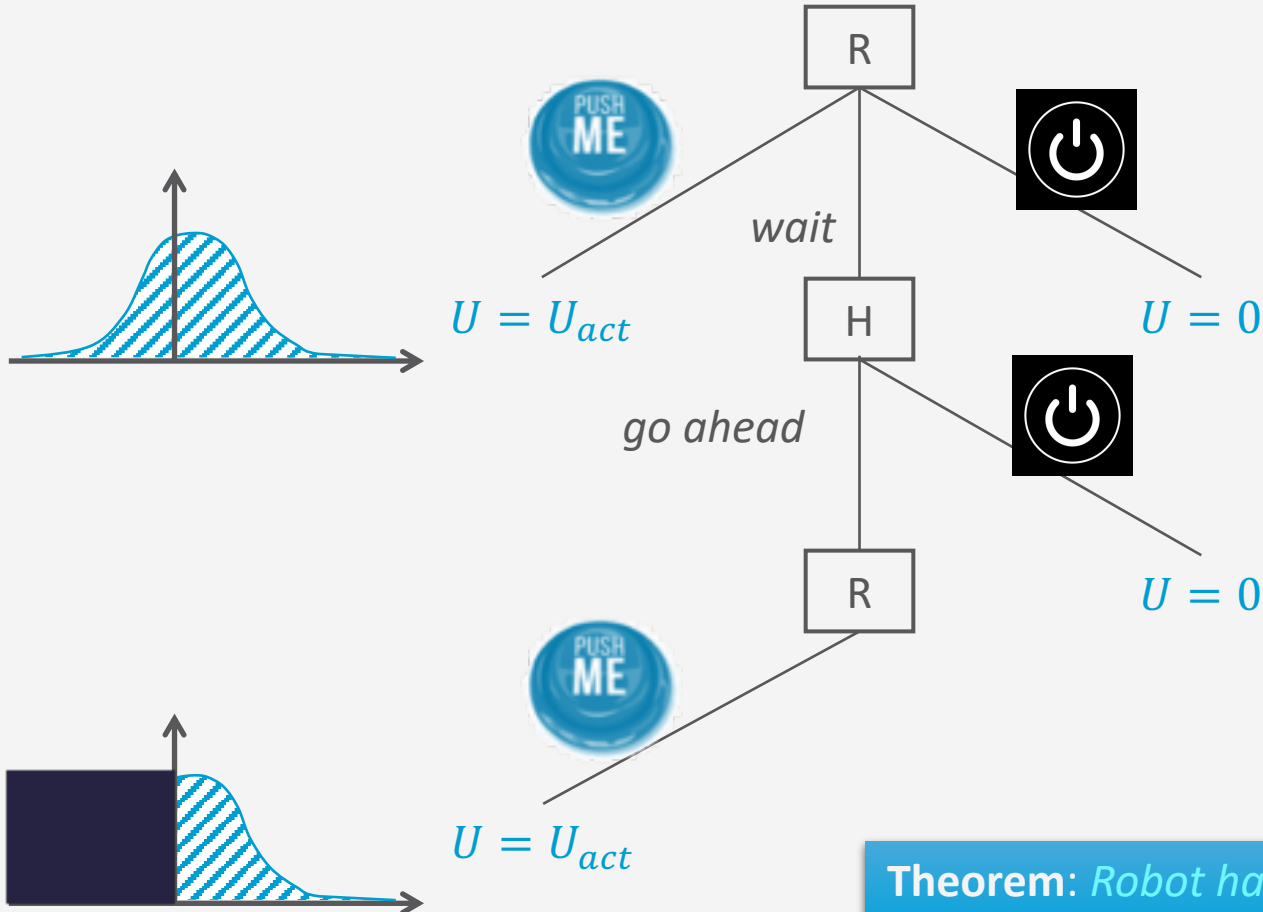 R
PUSH
ME
wait
U = U_act
H
U = 0
go ahead
R
U = 0
PUSH
ME
U = U_act
Theorem: Robot ha